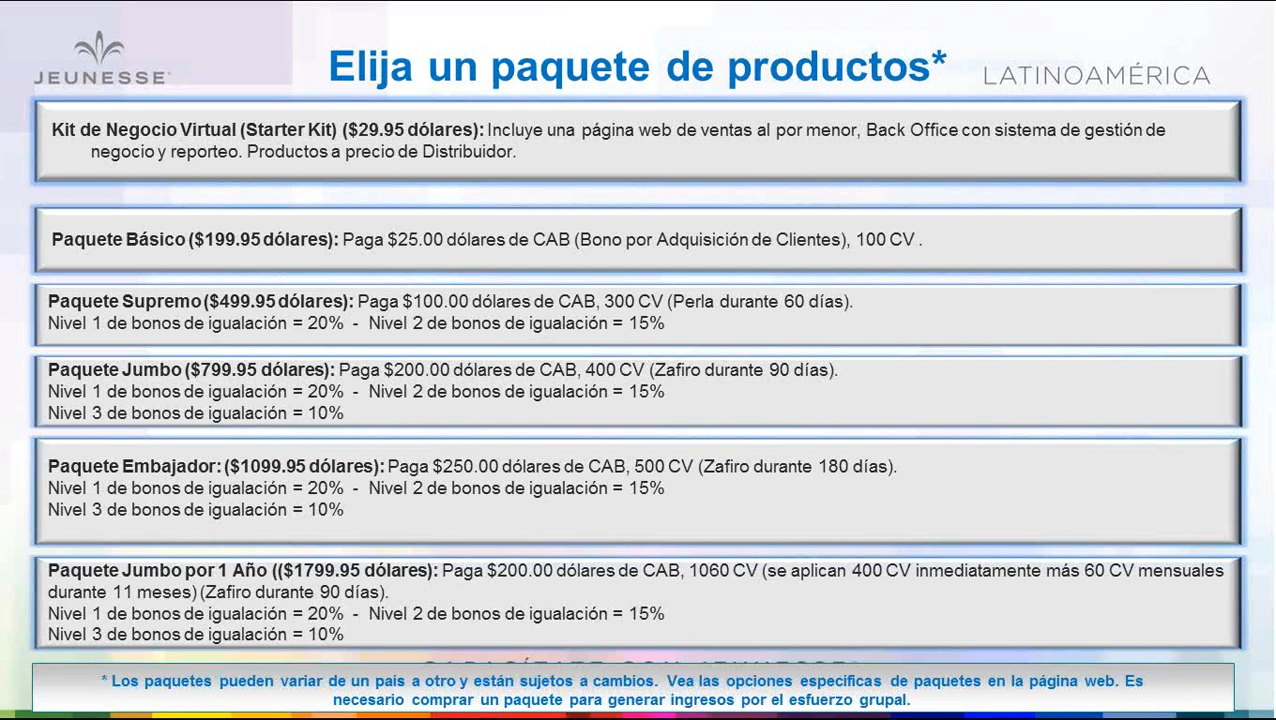 JEUNESSE
Elija un paquete de productos*
LATINOAMÉRICA
Kit de Negocio Virtual (Starter Kit) ($29.95 dólares): Incluye una página web de ventas al por menor, Back Office con sistema de gestión de
negocio y reporteo. Productos a precio de Distribuidor.
Paquete Básico ($199.95 dólares): Paga $25.00 dólares de CAB (Bono por Adquisición de Clientes), 100 CV .
Paquete Supremo ($499.95 dólares): Paga $100.00 dólares de CAB, 300 CV (Perla durante 60 días).
Nivel 1 de bonos de igualación = 20% - Nivel 2 de bonos de igualación = 15%
Paquete Jumbo ($799.95 dólares): Paga $200.00 dólares de CAB, 400 CV (Zafiro durante 90 días).
Nivel 1 de bonos de igualación = 20% - Nivel 2 de bonos de igualación = 15%
Nivel 3 de bonos de igualación = 10%
Paquete Embajador: ($1099.95 dólares): Paga $250.00 dólares de CAB, 500 CV (Zafiro durante 180 días).
Nivel 1 de bonos de igualación = 20% - Nivel 2 de bonos de igualación = 15%
Nivel 3 de bonos de igualación = 10%
Paquete Jumbo por 1 Año (($1799.95 dólares): Paga $200.00 dólares de CAB, 1060 CV (se aplican 400 CV inmediatamente más 60 CV mensuales
durante 11 meses) (Zafiro durante 90 días).
Nivel 1 de bonos de igualación = 20% - Nivel 2 de bonos de igualación = 15%
Nivel 3 de bonos de igualación = 10%
* Los paquetes pueden variar de un país a otro y están sujetos a cambios. Vea las opciones específicas de paquetes en la página web. Es
necesario comprar un paquete para generar ingresos por el esfuerzo grupal.